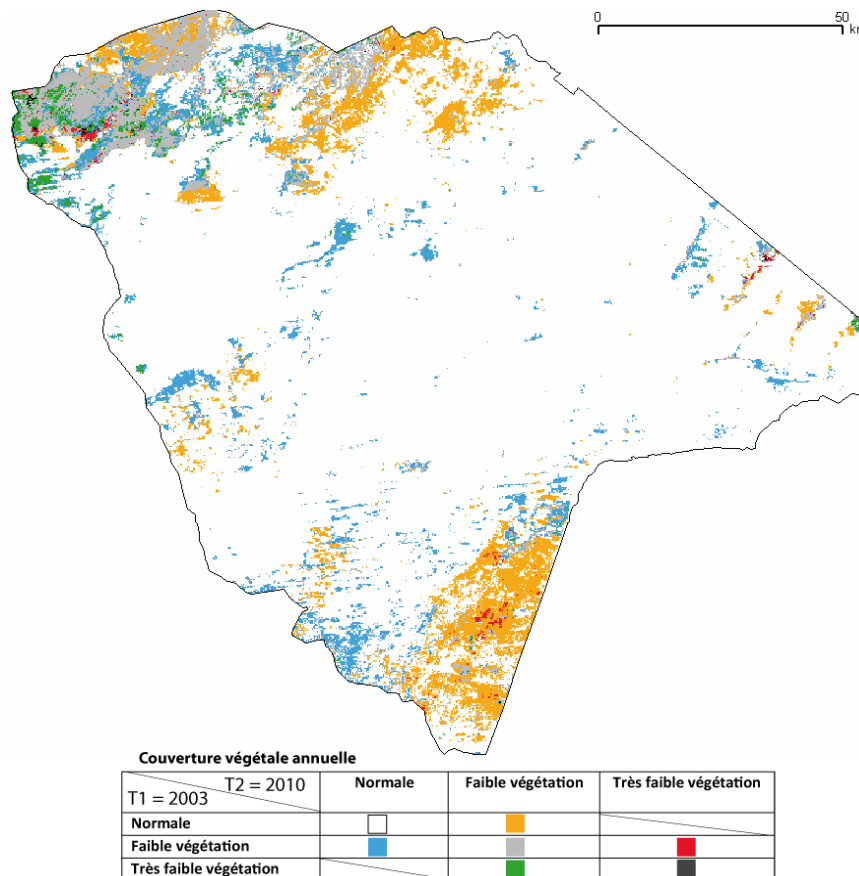 0 50
km
Couverture végétale annuelle
T2 = 2010 Normale Faible végétation Très faible végétation
T1 = 2003
Normale
Faible végétation
Très faible végétation